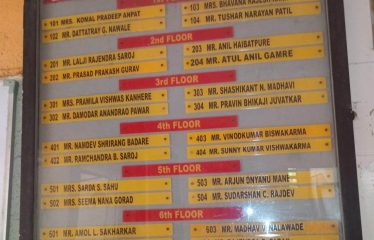 103 MRS. BHAVANA
101 MRS. KOMAL PRADEEP ANPAT
104 MR. TUSHAR NARAYAN PATIL
102 MR. DATTATRAY G. NAWALE
2nd FLOOR
201 MR. LALJI RAJENDRA SAROJ
203 MR. ANIL HAIBATPURE
202 MR. PRASAD PRAKASH GURAV
204 MR. ATUL ANIL GAMRE
3rd FLOOR
301 MRS. PRAMILA VISHWAS KANHERE
303 MR. SHASHIKANT N. MADHAVI
302 MR. DAMODAR ANANDRAO PAWAR
304 MR. PRAVIN BHIKAJI JUVATKAR
4th FLOOR
401 MR. NAMDEV SHRIRANG BADARE
403 MR. VINODKUMAR BISWAKARMA
402 MR. RAMCHANDRA B. SAROJ
404 MR. SUNNY KUMAR VISHWAKARMA
5th FLOOR
501 MRS. SARDA S. SAHU
503 MR. ARJUN DNYANU MANE
502 MRS. SEEMA NANA GORAD
504 MR. SUDARSHAN C. RAJDEV
6th FLOOR
601 MR. AMOL L. SAKHARKAR
503 MR. MADHAV NALAWADE